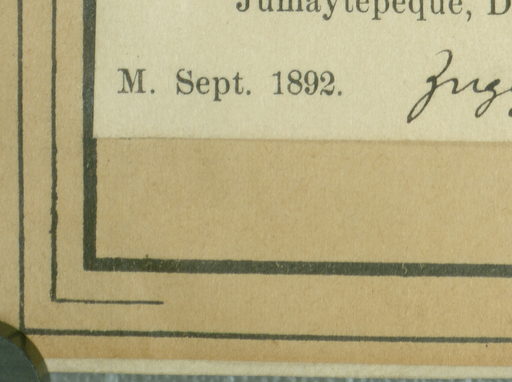 Jumaytepeque,
M. Sept. 1892.